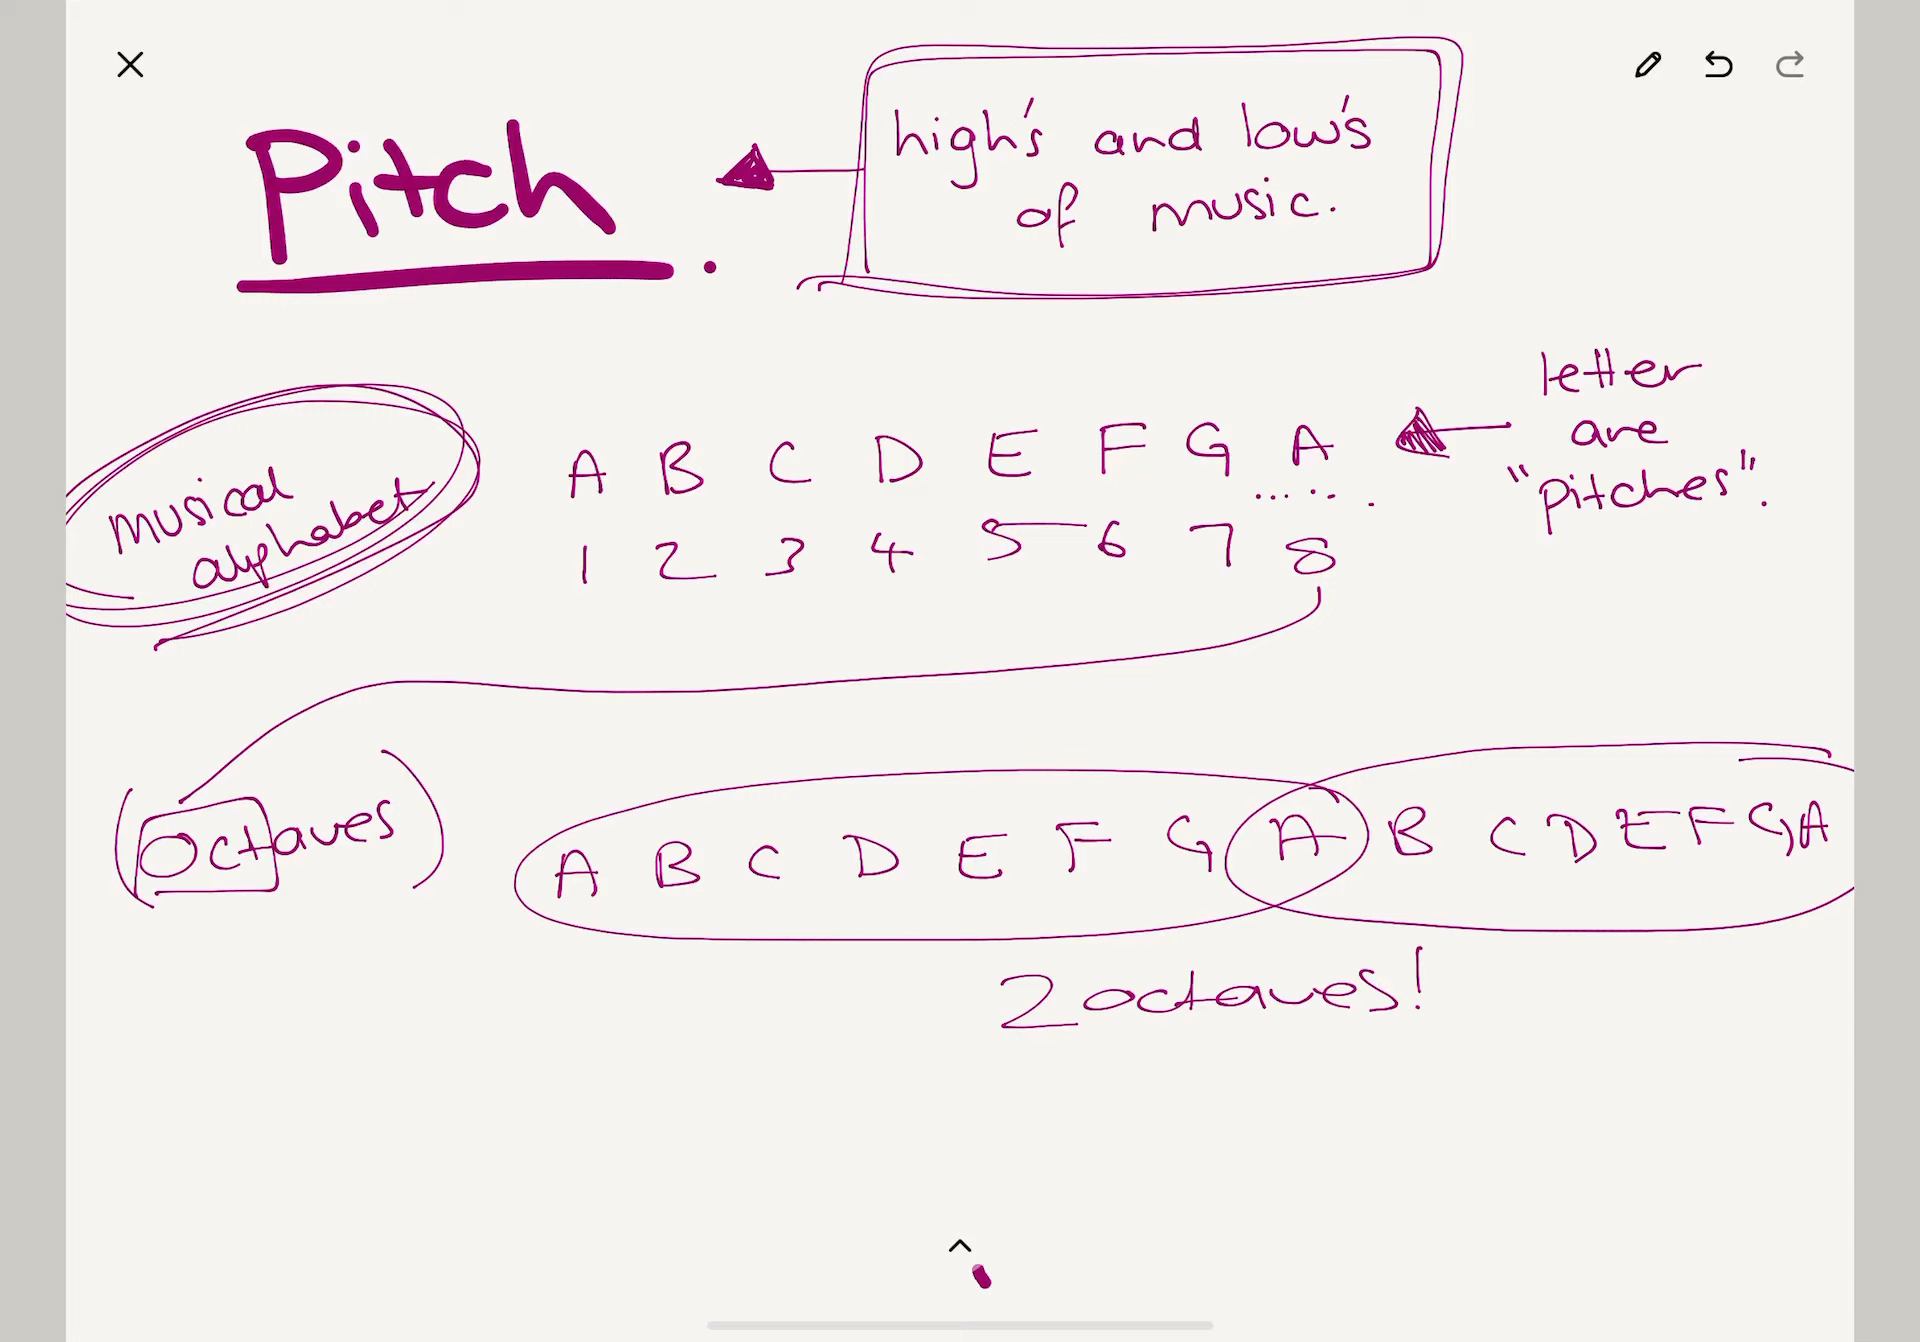 Pitch.
high's and low's
of music.
musical
alphabet
A B C D E F G A
.......
1 2 3 4 5 6 7 8
letter
are
"pitches".
(Octaves)
A B C D E F G A B C D E F G A
2 octaves!